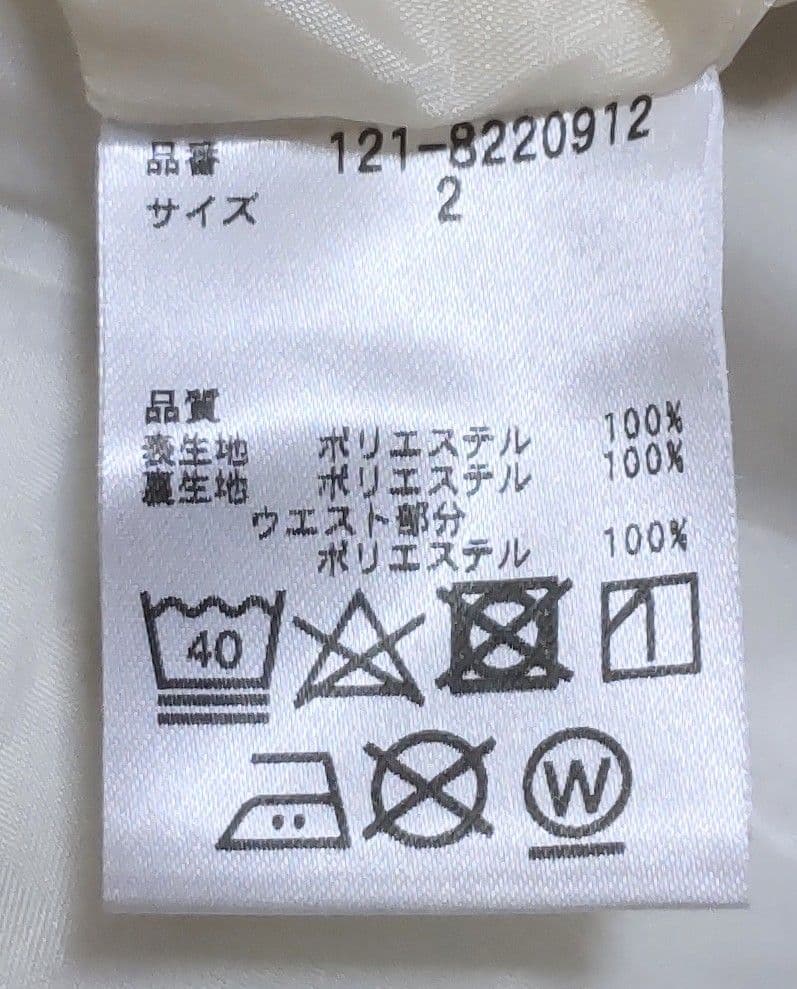 品番 121-8220912
サイズ 2
品質
表生地 ポリエステル 100%
裏生地 ポリエステル 100%
ウエスト部分
ポリエステル 100%
40
W